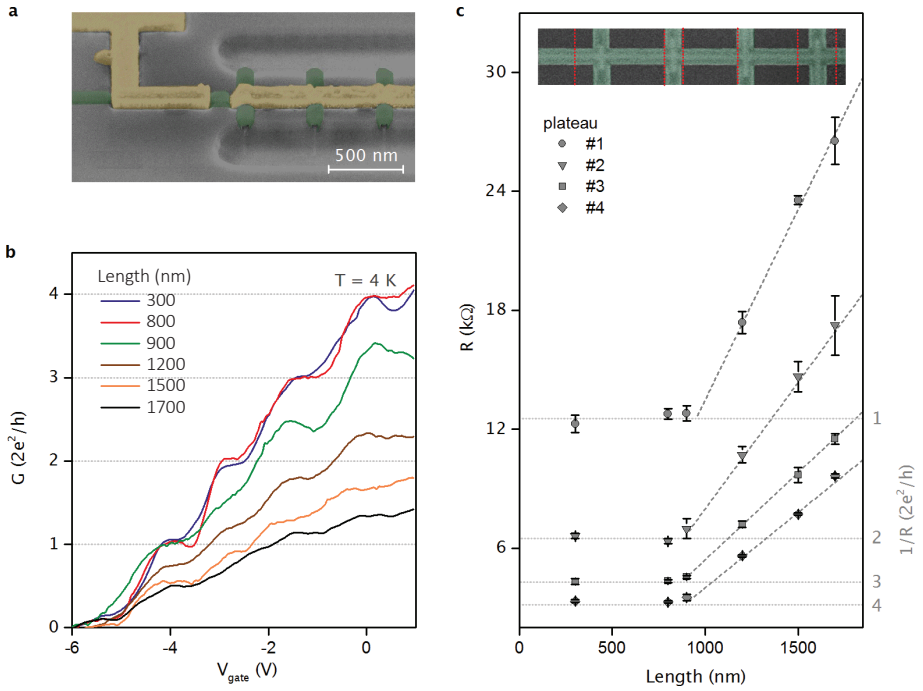 a
500 nm
b
Length (nm)
300
800
900
1200
1500
1700
T = 4 K
4
3
2
1
0
-6
-4
-2
0
G (2e²/h)
Vgate (V)
c
plateau
#1
#2
#3
#4
30
24
18
12
6
R (kΩ)
0
500
1000
1500
Length (nm)
1
2
3
4
1/R (2e²/h)